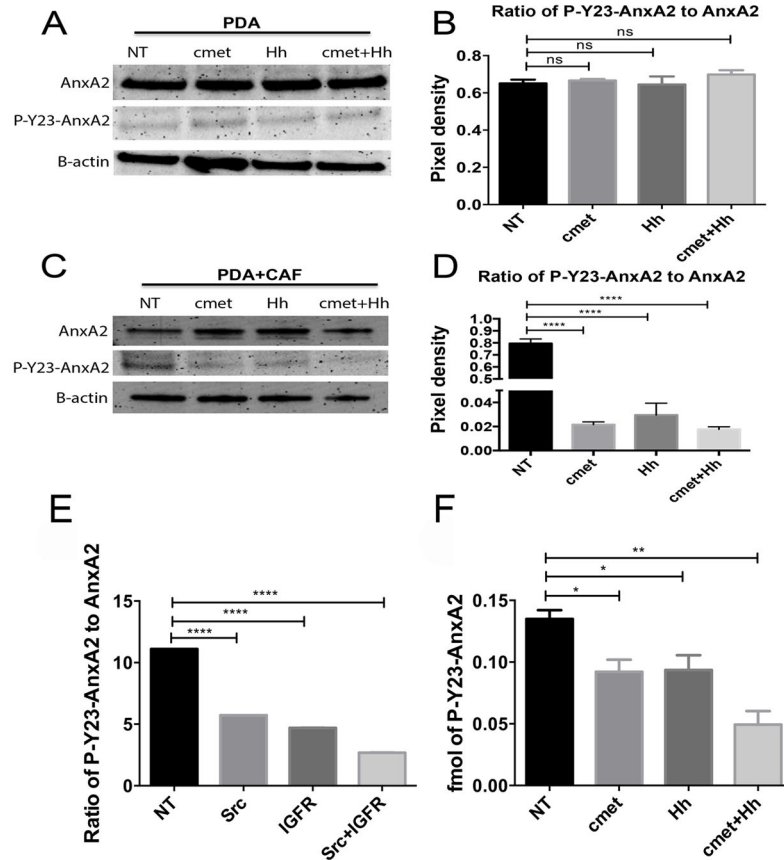 A
PDA
NT cmet Hh cmet+Hh
AnxA2
P-Y23-AnxA2
B-actin
B
Ratio of P-Y23-AnxA2 to AnxA2
ns
ns
ns
Pixel density
0.8
0.6
0.4
0.2
0.0
NT cmet Hh cmet+Hh
C
PDA+CAF
NT cmet Hh cmet+Hh
AnxA2
P-Y23-AnxA2
B-actin
D
Ratio of P-Y23-AnxA2 to AnxA2
****
****
****
Pixel density
1.0
0.9
0.8
0.7
0.6
0.5
0.04
0.02
0.00
NT cmet Hh cmet+Hh
E
Ratio of P-Y23-AnxA2 to AnxA2
****
****
****
15
10
5
0
NT Src IGFR Src+IGFR
F
fmol of P-Y23-AnxA2
**
*
*
0.15
0.10
0.05
0.00
NT cmet Hh cmet+Hh